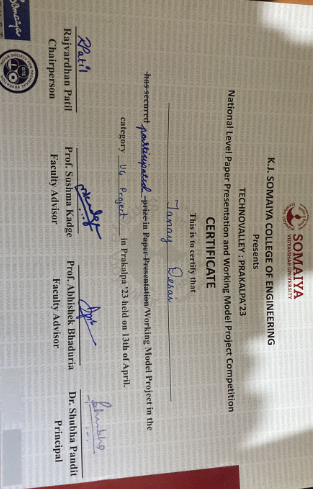 SOMAIYA
VIDYAVIHAR UNIVERSITY
K.J. SOMAIYA COLLEGE OF ENGINEERING
Presents
TECHNOVALLEY : PRAKALPA'23
National Level Paper Presentation and Working Model Project Competition
CERTIFICATE
This is to certify that
Tanay Desai
has secured participated prize in Paper Presentation/Working Model Project in the
category UG Project in Prakalpa '23 held on 13th of April.
Rajvardhan Patil Prof. Sushma Kadge Prof. Abhishek Bhaduria Dr. Shubha Pandit
Chairperson Faculty Advisor Faculty Advisor Principal
Somaiya